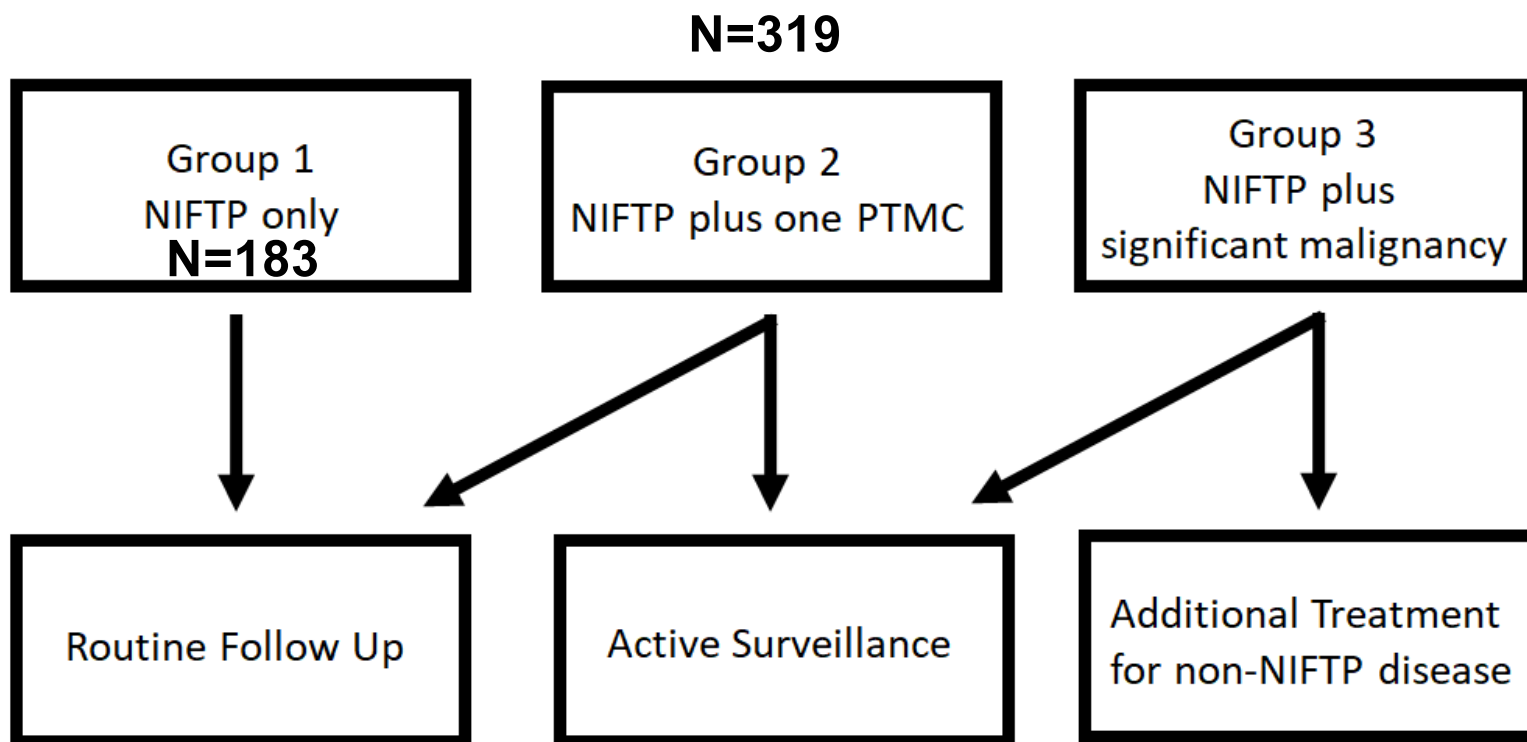 N=319
Group 1
NIFTP only
N=183
Group 2
NIFTP plus one PTMC
Group 3
NIFTP plus
significant malignancy
Routine Follow Up
Active Surveillance
Additional Treatment
for non-NIFTP disease